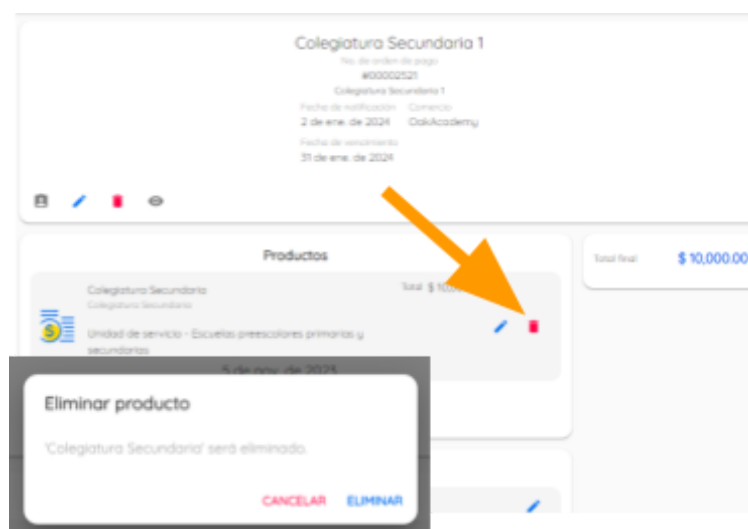 Colegiatura Secundaria 1
No. de orden de pago
#00002521
Colegiatura Secundaria 1
Fecha de notificación Comercio
2 de ene. de 2024 OakAcademy
Fecha de vencimiento
31 de ene. de 2024
Productos
Total final $ 10,000.00
Colegiatura Secundaria Total $ 10,
Colegiatura Secundaria
Unidad de servicio - Escuelas preescolares primarias y
secundarias
5 de nov. de 2023
Eliminar producto
'Colegiatura Secundaria' será eliminado.
CANCELAR ELIMINAR